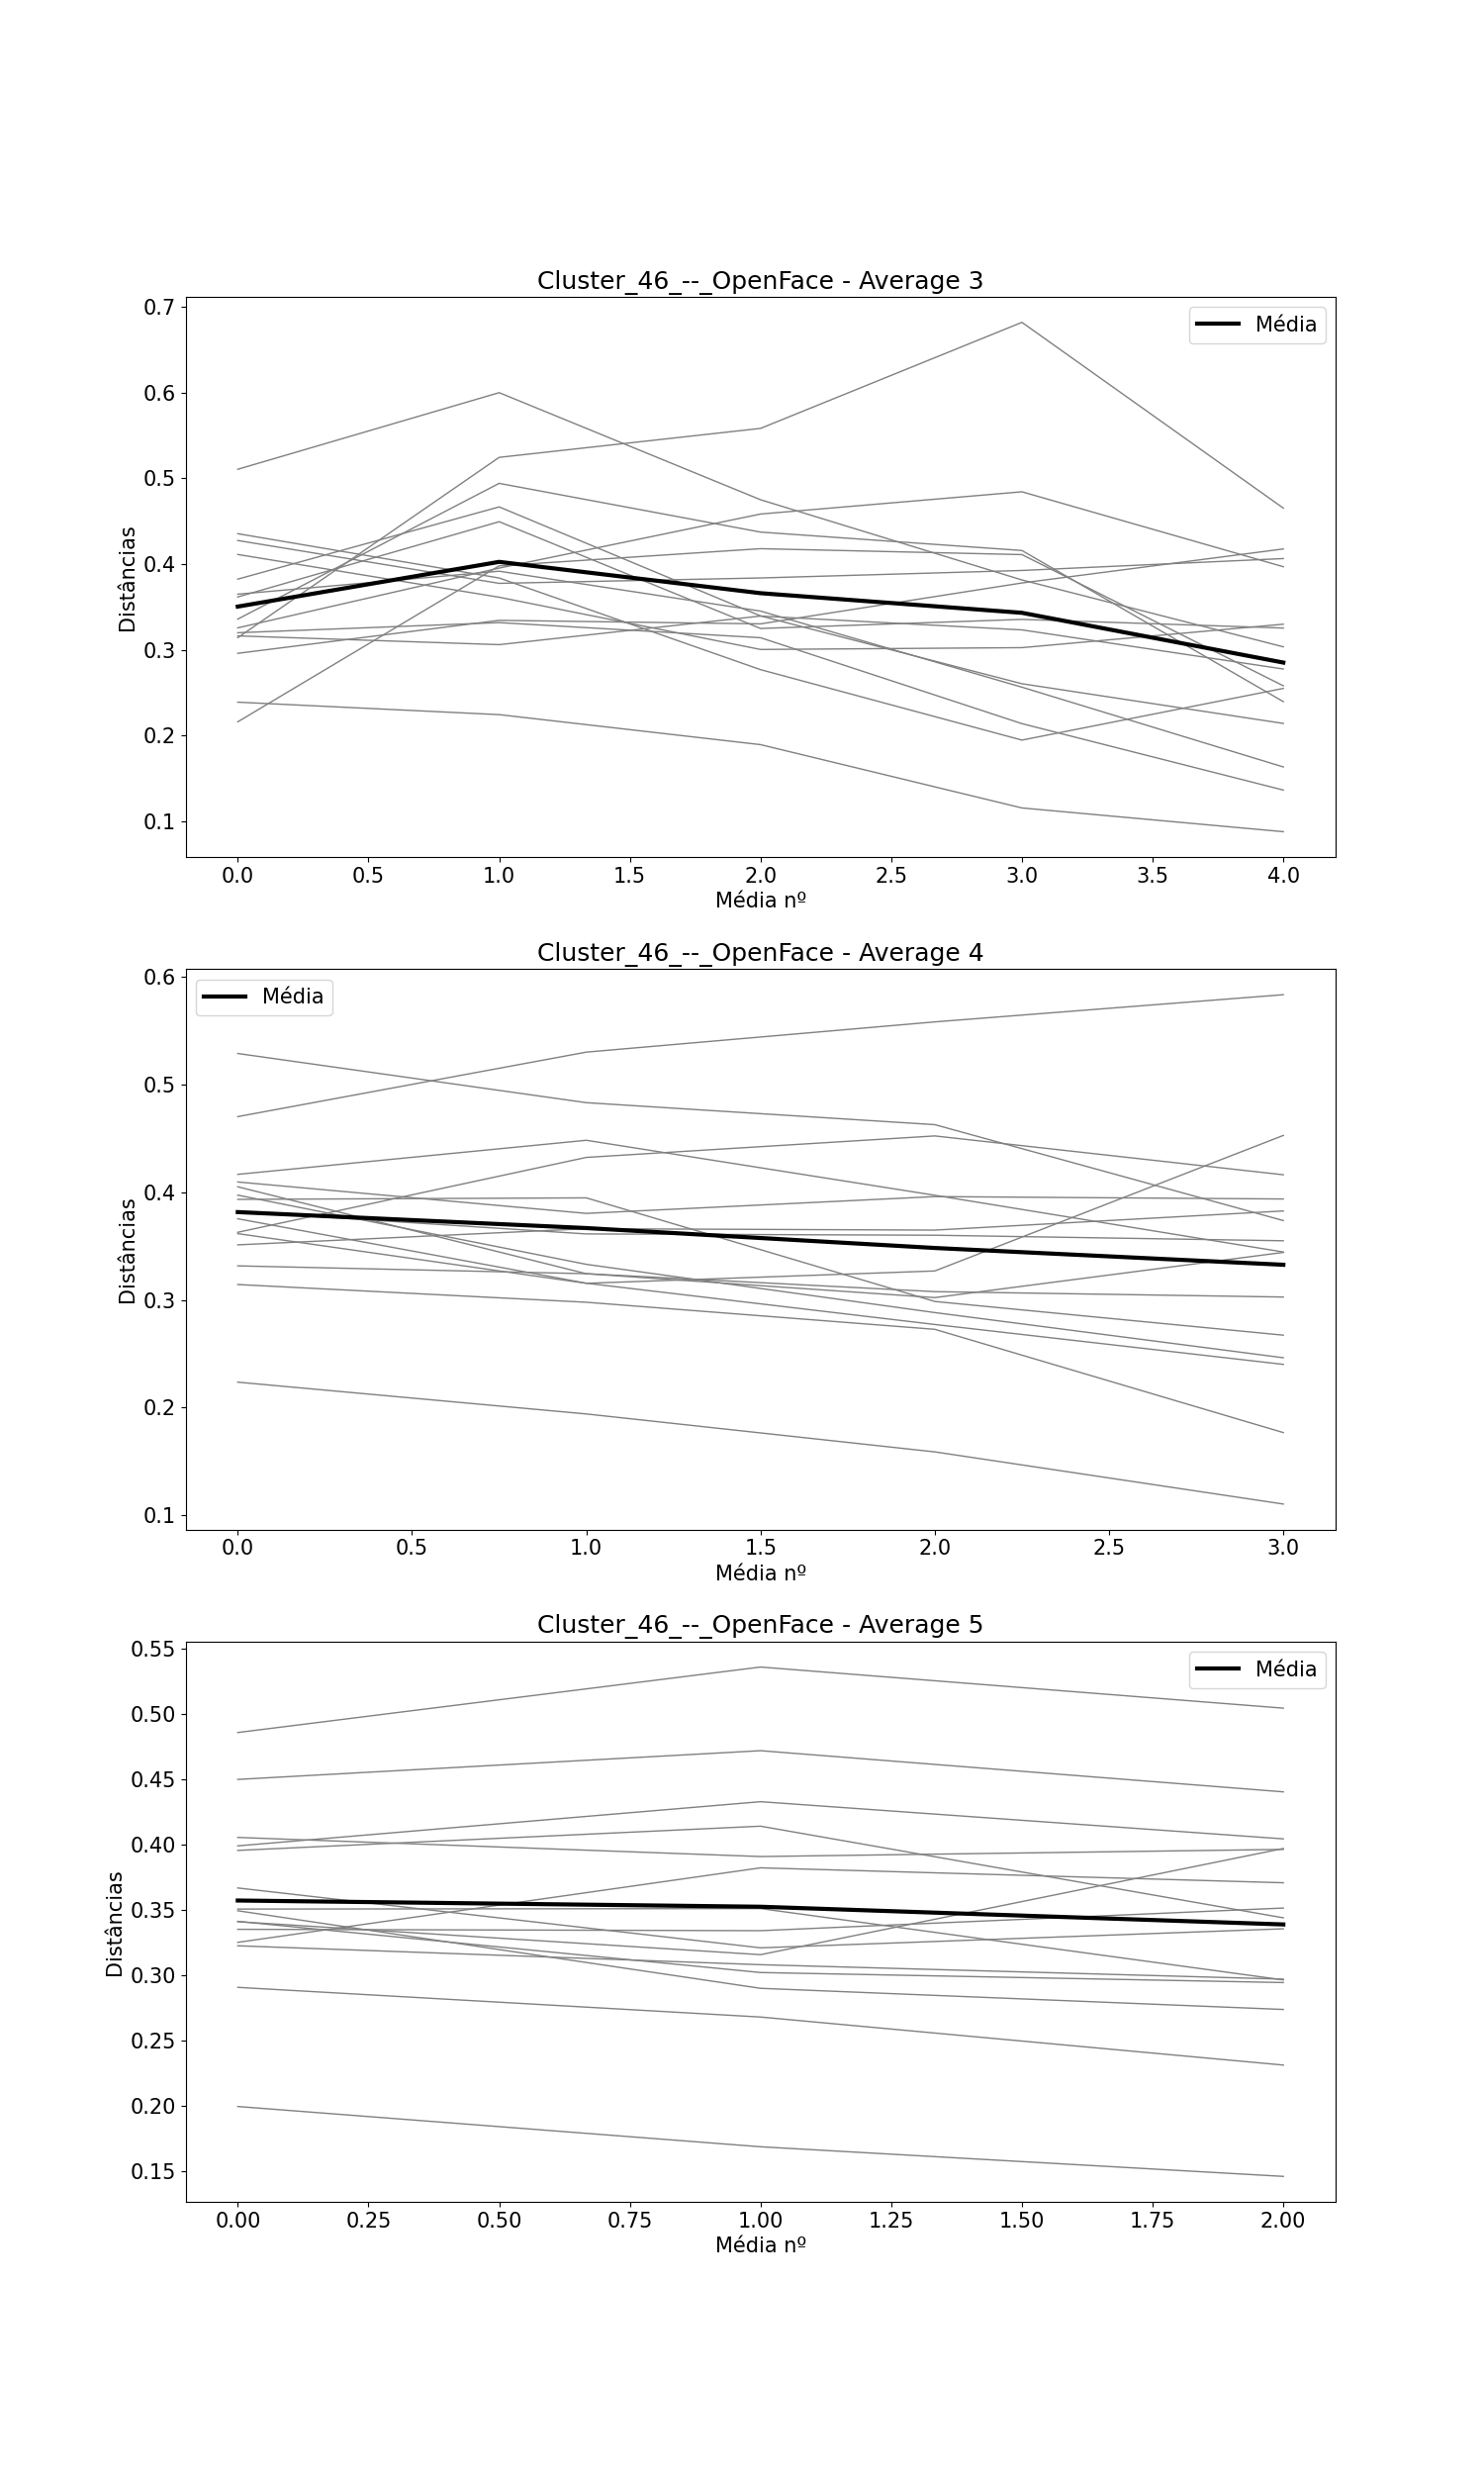 Cluster_46_--_OpenFace - Average 3
0.7
0.6
0.5
0.4
0.3
0.2
0.1
Distâncias
Média
0.0 0.5 1.0 1.5 2.0 2.5 3.0 3.5 4.0
Média nº
Cluster_46_--_OpenFace - Average 4
0.6
0.5
0.4
0.3
0.2
0.1
Distâncias
Média
0.0 0.5 1.0 1.5 2.0 2.5 3.0
Média nº
Cluster_46_--_OpenFace - Average 5
0.55
0.50
0.45
0.40
0.35
0.30
0.25
0.20
0.15
Distâncias
Média
0.00 0.25 0.50 0.75 1.00 1.25 1.50 1.75 2.00
Média nº